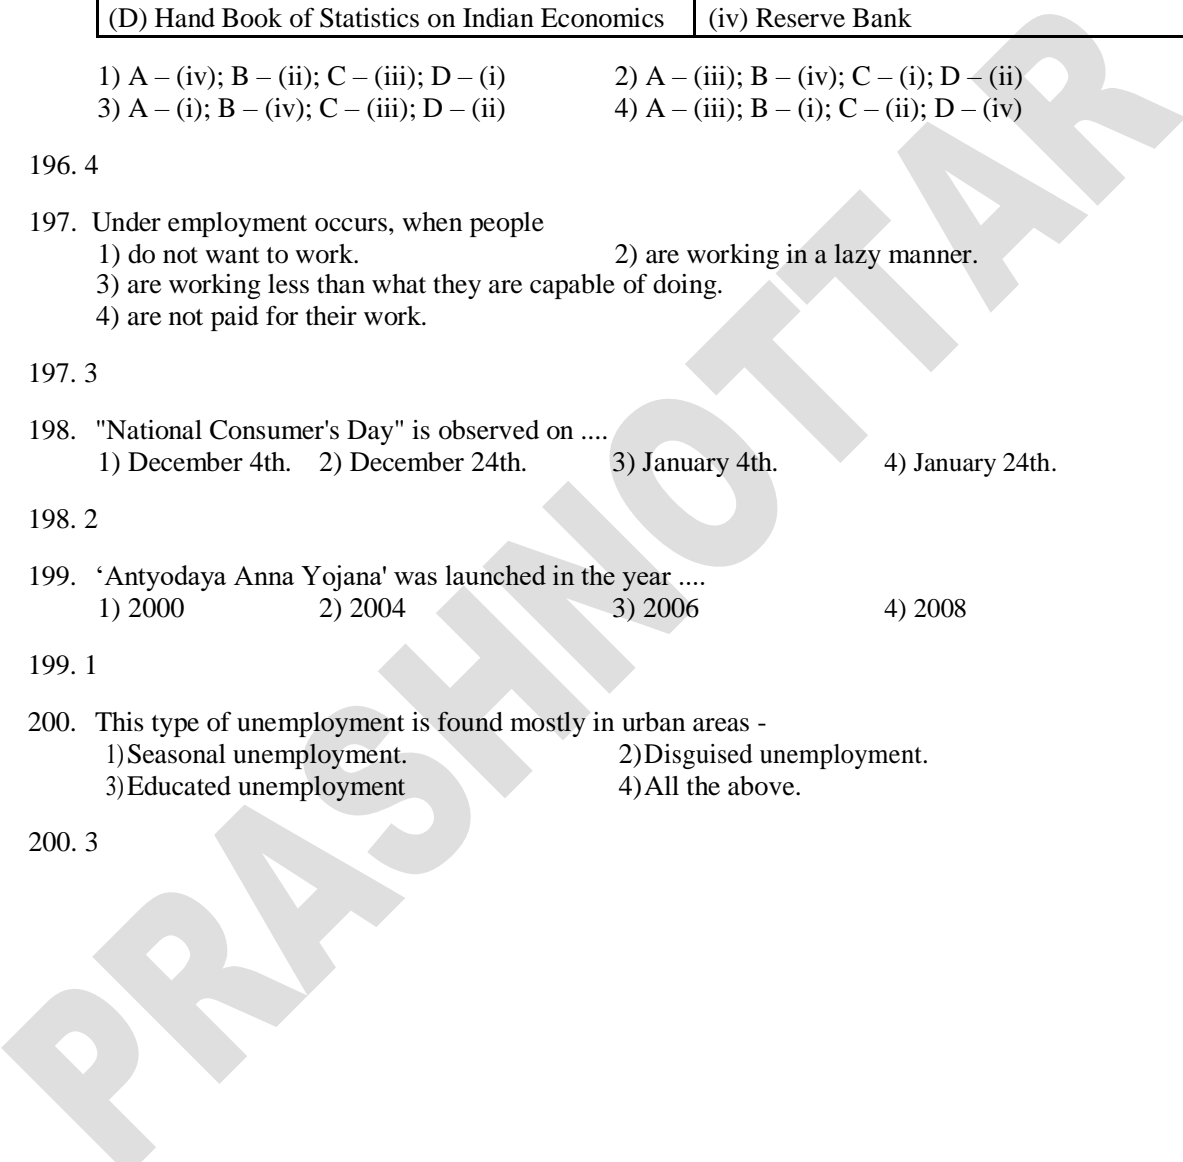 (D) Hand Book of Statistics on Indian Economics (iv) Reserve Bank
1) A – (iv); B – (ii); C – (iii); D – (i) 2) A – (iii); B – (iv); C – (i); D – (ii)
3) A – (i); B – (iv); C – (iii); D – (ii) 4) A – (iii); B – (i); C – (ii); D – (iv)
196. 4
197. Under employment occurs, when people
1) do not want to work. 2) are working in a lazy manner.
3) are working less than what they are capable of doing.
4) are not paid for their work.
197. 3
198. "National Consumer's Day" is observed on ....
1) December 4th. 2) December 24th. 3) January 4th. 4) January 24th.
198. 2
199. ‘Antyodaya Anna Yojana' was launched in the year ....
1) 2000 2) 2004 3) 2006 4) 2008
199. 1
200. This type of unemployment is found mostly in urban areas -
1)Seasonal unemployment. 2)Disguised unemployment.
3)Educated unemployment 4)All the above.
200. 3
PRASHNOTTAR